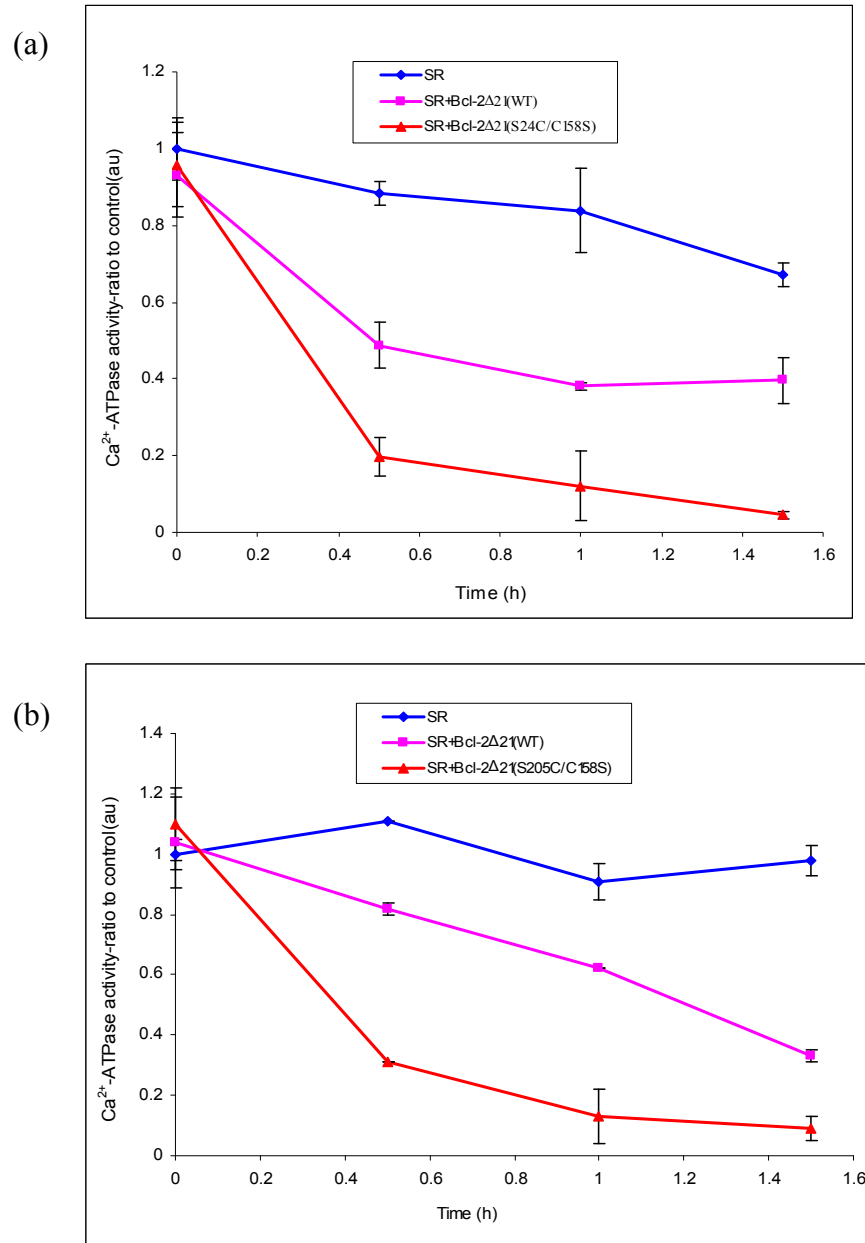 (a)
SR
SR+Bcl-2Δ21(WT)
SR+Bcl-2Δ21(S24C/C158S)
1.2
1
0.8
0.6
0.4
0.2
0
Ca²⁺-ATPase activity-ratio to control(au)
0 0.2 0.4 0.6 0.8 1 1.2 1.4 1.6
Time (h)
(b)
SR
SR+Bcl-2Δ21(WT)
SR+Bcl-2Δ21(S205C/C158S)
1.4
1.2
1
0.8
0.6
0.4
0.2
0
Ca²⁺-ATPase activity-ratio to control(au)
0 0.2 0.4 0.6 0.8 1 1.2 1.4 1.6
Time (h)